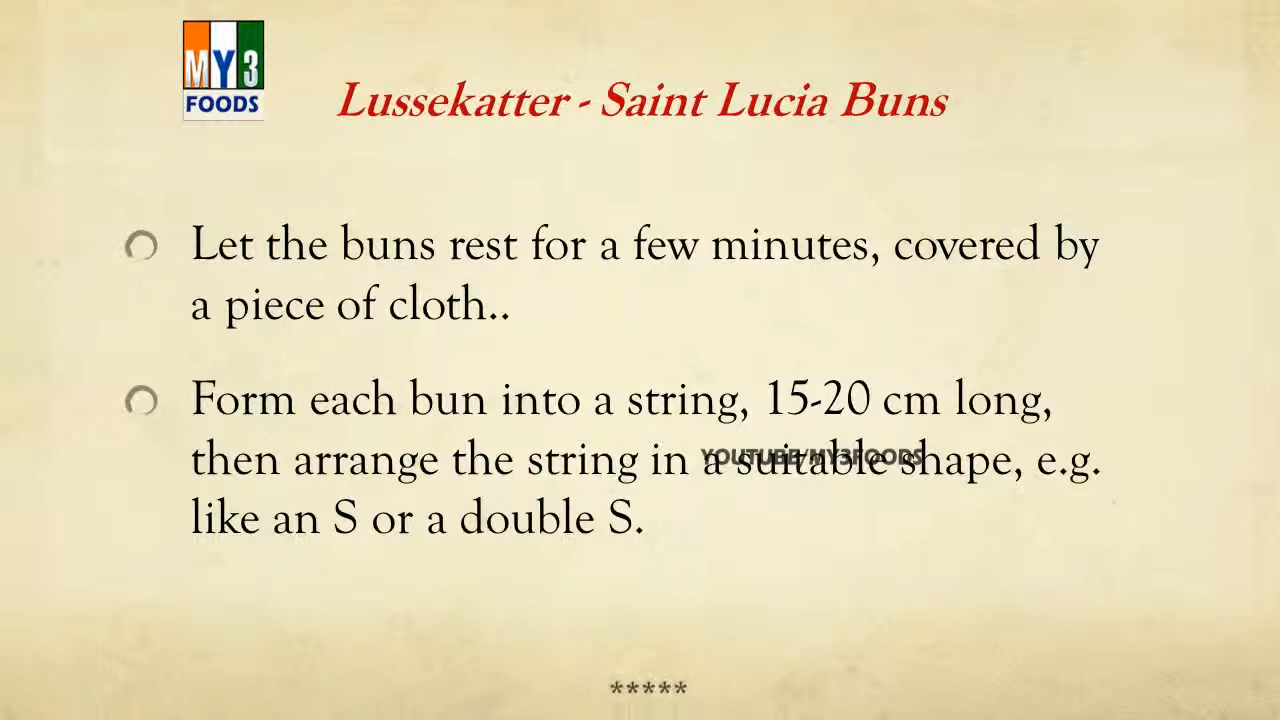 MY3
FOODS
Lussekatter - Saint Lucia Buns
Let the buns rest for a few minutes, covered by
a piece of cloth..
Form each bun into a string, 15-20 cm long,
then arrange the string in a suitable shape, e.g.
YOUTUBE/MY3FOODS
like an S or a double S.
*****